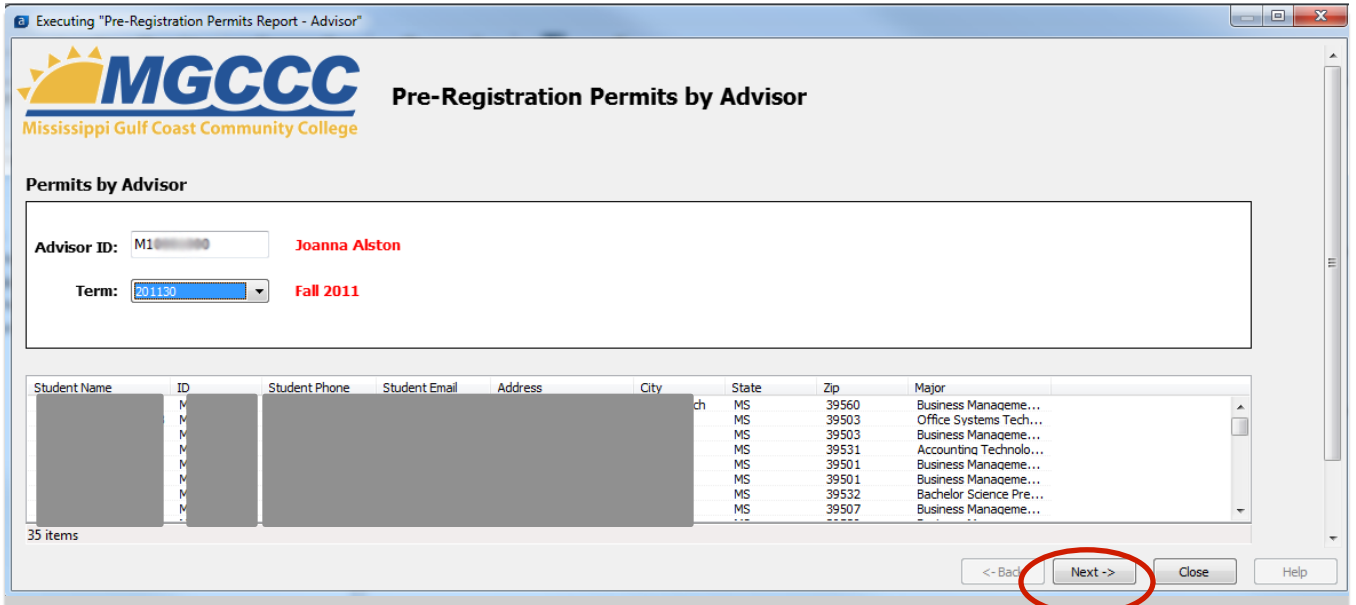 Executing "Pre-Registration Permits Report - Advisor"
MGCCC
Mississippi Gulf Coast Community College
Pre-Registration Permits by Advisor
Permits by Advisor
Advisor ID: M1 Joanna Alston
Term: 201130 Fall 2011
Student Name ID Student Phone Student Email Address City State Zip Major
M ch MS 39560 Business Manageme...
M MS 39503 Office Systems Tech...
M MS 39503 Business Manageme...
M MS 39531 Accounting Technolo...
M MS 39501 Business Manageme...
M MS 39501 Business Manageme...
M MS 39532 Bachelor Science Pre...
M MS 39507 Business Manageme...
35 items
<- Back Next -> Close Help